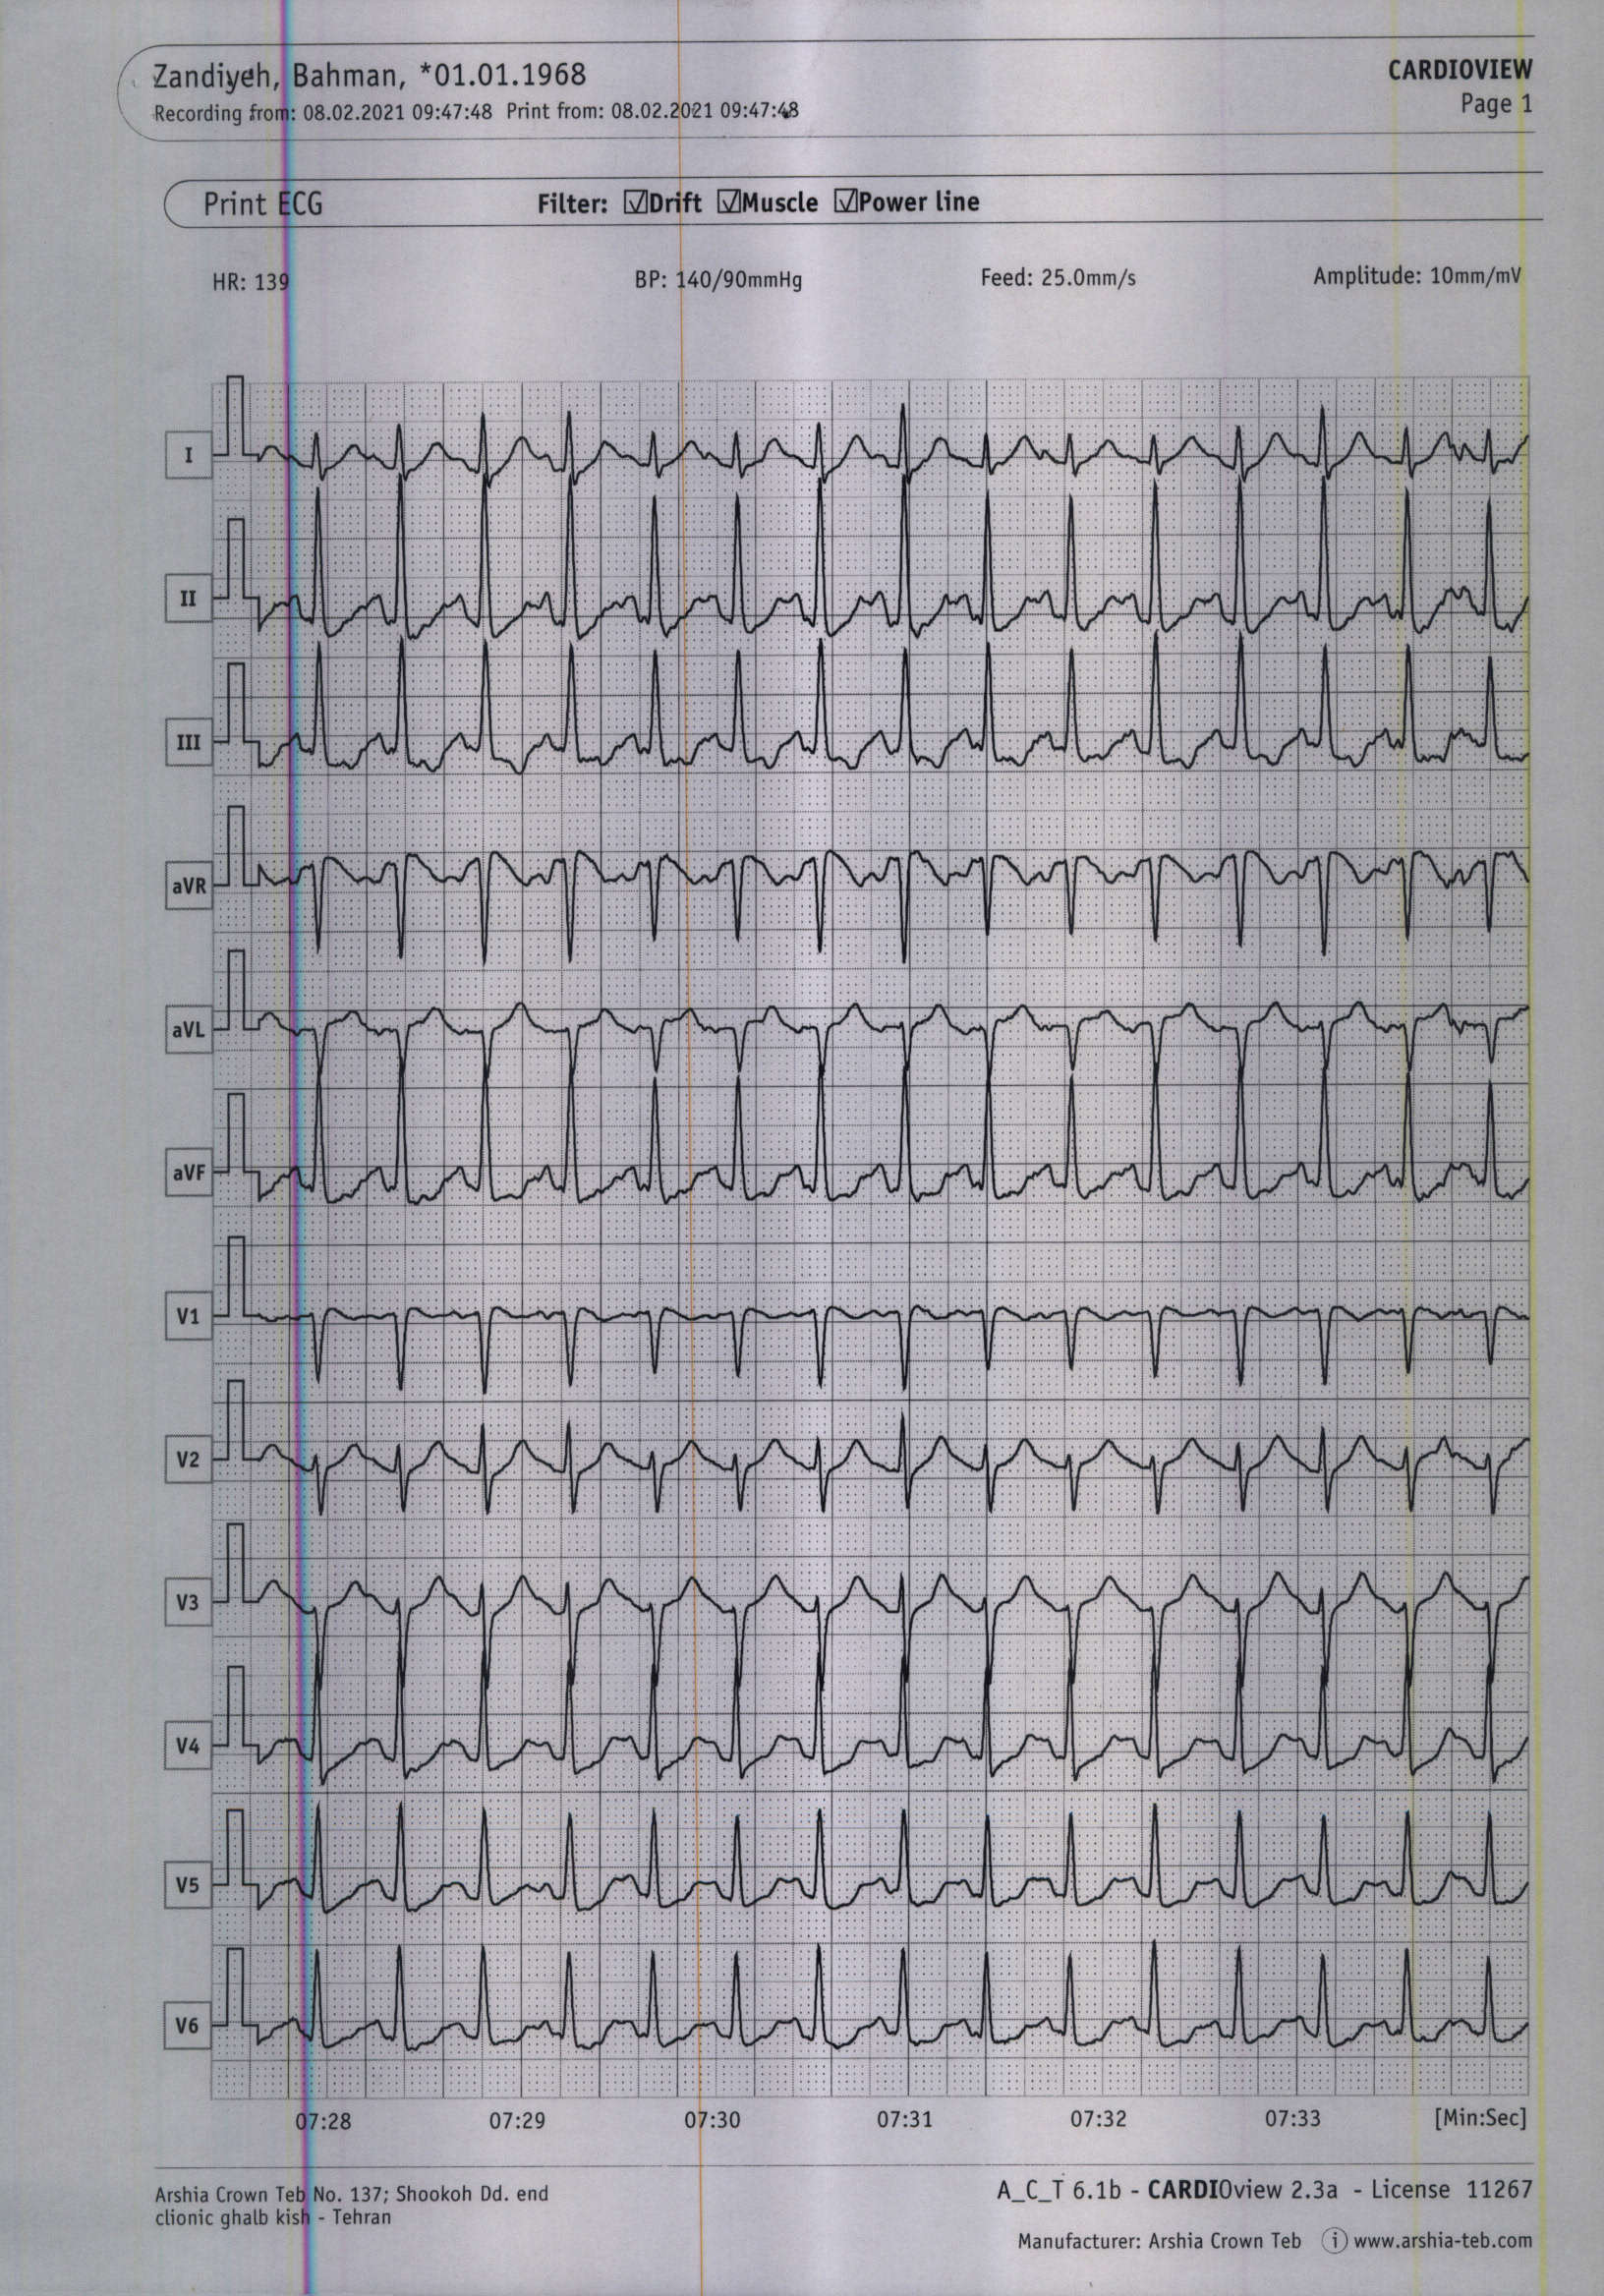 Zandiyeh, Bahman, *01.01.1968
CARDIOVIEW
Recording from: 08.02.2021 09:47:48 Print from: 08.02.2021 09:47:48
Page 1
Print ECG
Filter: ☑Drift ☑Muscle ☑Power line
HR: 139
BP: 140/90mmHg
Feed: 25.0mm/s
Amplitude: 10mm/mV
I
II
III
aVR
aVL
aVF
V1
V2
V3
V4
V5
V6
07:28 07:29 07:30 07:31 07:32 07:33 [Min:Sec]
Arshia Crown Teb No. 137; Shookoh Dd. end
clionic ghalb kish - Tehran
A_C_T 6.1b - CARDIOview 2.3a - License 11267
Manufacturer: Arshia Crown Teb ⓘ www.arshia-teb.com